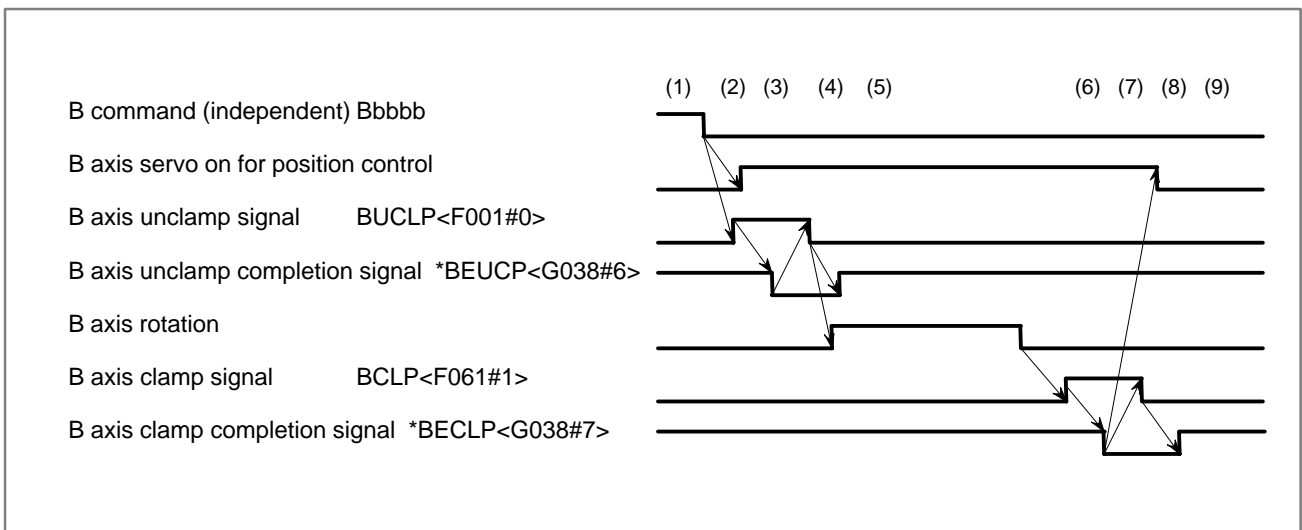 (1) (2) (3) (4) (5) (6) (7) (8) (9)
B command (independent) Bbbbb
B axis servo on for position control
B axis unclamp signal BUCLP<F001#0>
B axis unclamp completion signal *BEUCP<G038#6>
B axis rotation
B axis clamp signal BCLP<F061#1>
B axis clamp completion signal *BECLP<G038#7>